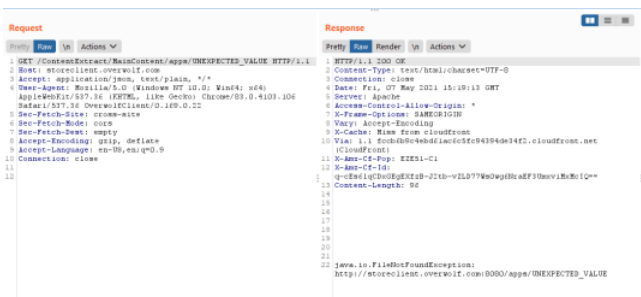 Request
Pretty Raw \n Actions
1 GET /ContentExtract/MainContent/apps/UNEXPECTED_VALUE HTTP/1.1
2 Host: storeclient.overwolf.com
3 Accept: application/json, text/plain, */*
4 User-Agent: Mozilla/5.0 (Windows NT 10.0; Win64; x64)
AppleWebKit/537.36 (KHTML, like Gecko) Chrome/83.0.4103.106
Safari/537.36 OverwolfClient/0.169.0.22
5 Sec-Fetch-Site: cross-site
6 Sec-Fetch-Mode: cors
7 Sec-Fetch-Dest: empty
8 Accept-Encoding: gzip, deflate
9 Accept-Language: en-US,en;q=0.9
10 Connection: close
11
12
Response
Pretty Raw Render \n Actions
1 HTTP/1.1 200 OK
2 Content-Type: text/html;charset=UTF-8
3 Connection: close
4 Date: Fri, 07 May 2021 15:19:13 GMT
5 Server: Apache
6 Access-Control-Allow-Origin: *
7 X-Frame-Options: SAMEORIGIN
8 Vary: Accept-Encoding
9 X-Cache: Miss from cloudfront
10 Via: 1.1
(CloudFront)
11 X-Amz-Cf-Pop: EZE51-C1
12 X-Amz-Cf-Id:
13 Content-Length: 96
14
15
16
17
18
19
20
21
22 java.io.FileNotFoundException:
http://storeclient.overwolf.com:8080/apps/UNEXPECTED_VALUE